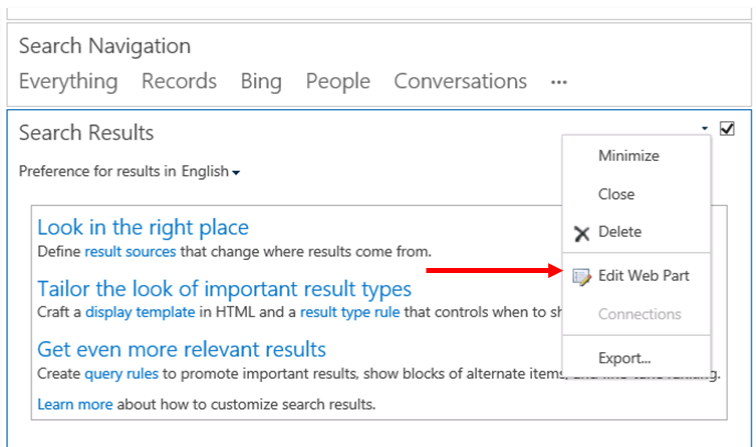 Search Navigation
Everything Records Bing People Conversations ...
Search Results
Preference for results in English
Minimize
Close
Delete
Edit Web Part
Connections
Export...
Look in the right place
Define result sources that change where results come from.
Tailor the look of important result types
Craft a display template in HTML and a result type rule that controls when to
Get even more relevant results
Create query rules to promote important results, show blocks of alternate items,
Learn more about how to customize search results.